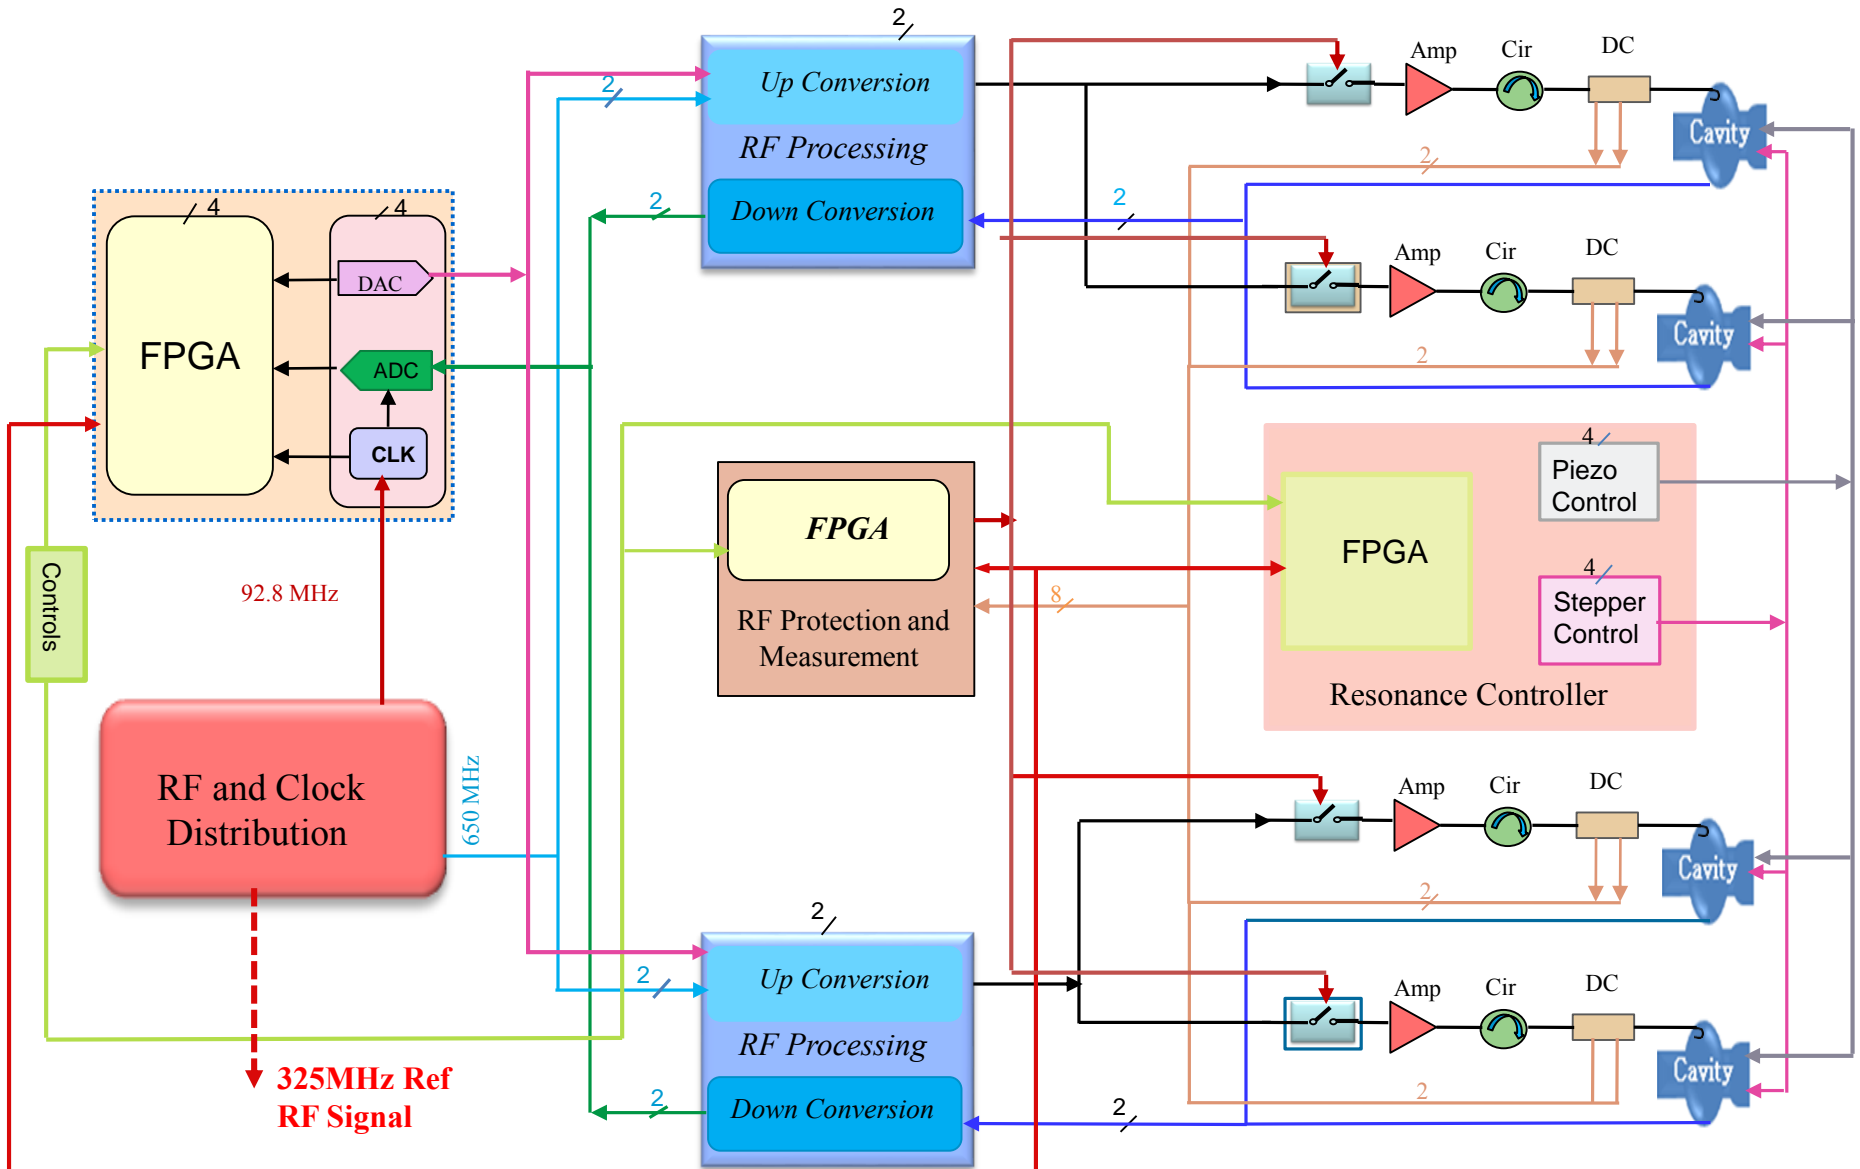 2
Up Conversion
RF Processing
Down Conversion
2
2
2
Amp
Cir
DC
Cavity
2
Amp
Cir
DC
Cavity
2
4
4
FPGA
DAC
ADC
CLK
Controls
92.8 MHz
RF and Clock
Distribution
650 MHz
325MHz Ref
RF Signal
FPGA
RF Protection and
Measurement
8
FPGA
4
Piezo
Control
4
Stepper
Control
Resonance Controller
Amp
Cir
DC
Cavity
2
2
Up Conversion
RF Processing
Down Conversion
2
2
2
Amp
Cir
DC
Cavity
2